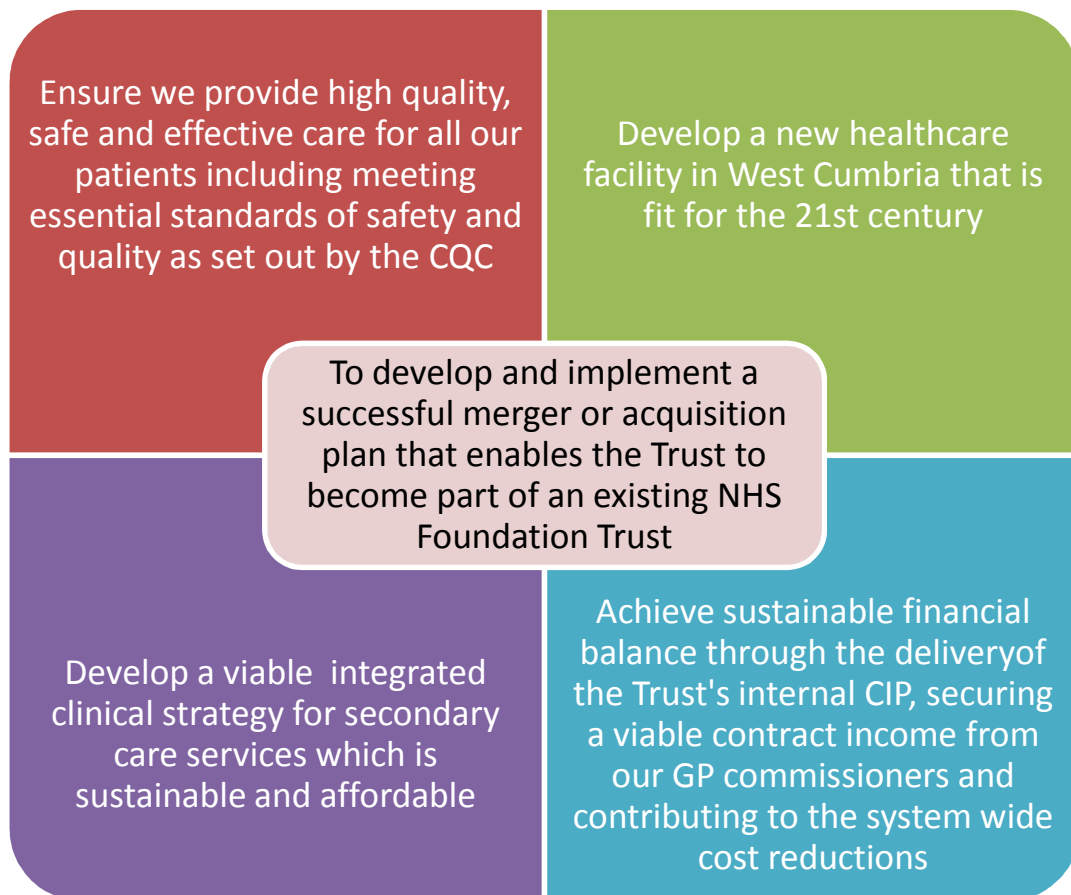 Ensure we provide high quality,
safe and effective care for all our
patients including meeting
essential standards of safety and
quality as set out by the CQC
Develop a new healthcare
facility in West Cumbria that is
fit for the 21st century
To develop and implement a
successful merger or acquisition
plan that enables the Trust to
become part of an existing NHS
Foundation Trust
Develop a viable  integrated
clinical strategy for secondary
care services which is
sustainable and affordable
Achieve sustainable financial
balance through the deliveryof
the Trust's internal CIP, securing
a viable contract income from
our GP commissioners and
contributing to the system wide
cost reductions